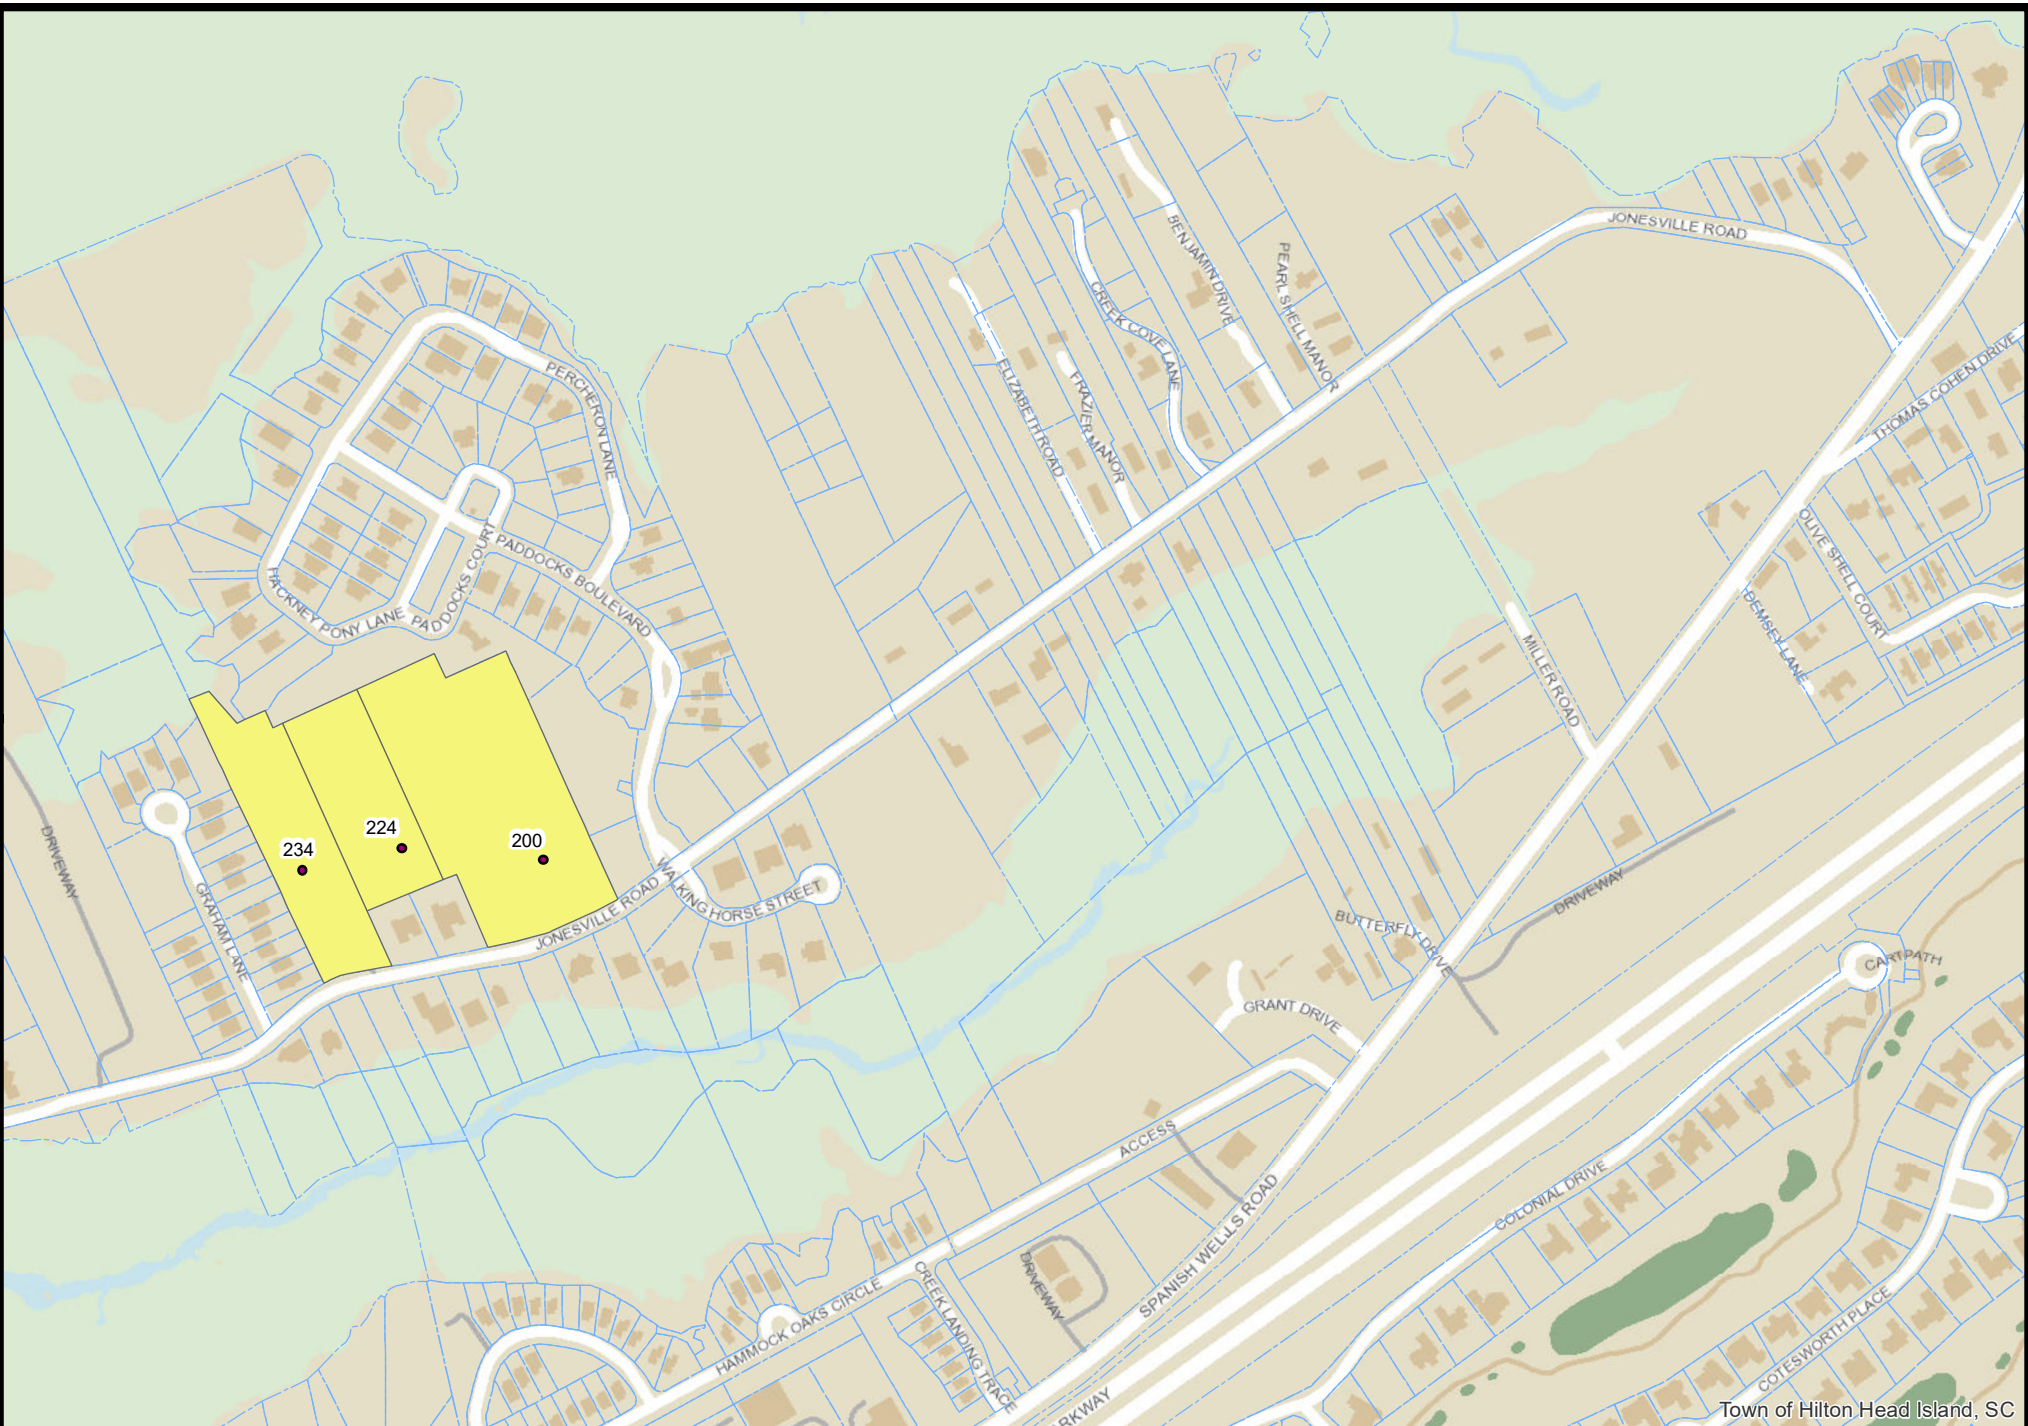 JONESVILLE ROAD
BENJAMIN DRIVE
PEARL SHELL MANOR
CREEK COVE LANE
THOMAS COHEN DRIVE
PERCHERON LANE
ELIZABETH ROAD
FRAZIER MANOR
PADDOCKS COURT
PADDOCKS BOULEVARD
HACKNEY PONY LANE
OLIVE SHELL COURT
DEMSEY LANE
MILLER ROAD
234
224
200
DRIVEWAY
GRAHAM LANE
JONESVILLE ROAD
WALKING HORSE STREET
BUTTERFLY DRIVE
DRIVEWAY
CARTPATH
GRANT DRIVE
ACCESS
SPANISH WELLS ROAD
COLONIAL DRIVE
DRIVEWAY
HAMMOCK OAKS CIRCLE
CREEK LANDING TRACE
ARKWAY
COTESWORTH PLACE
Town of Hilton Head Island, SC